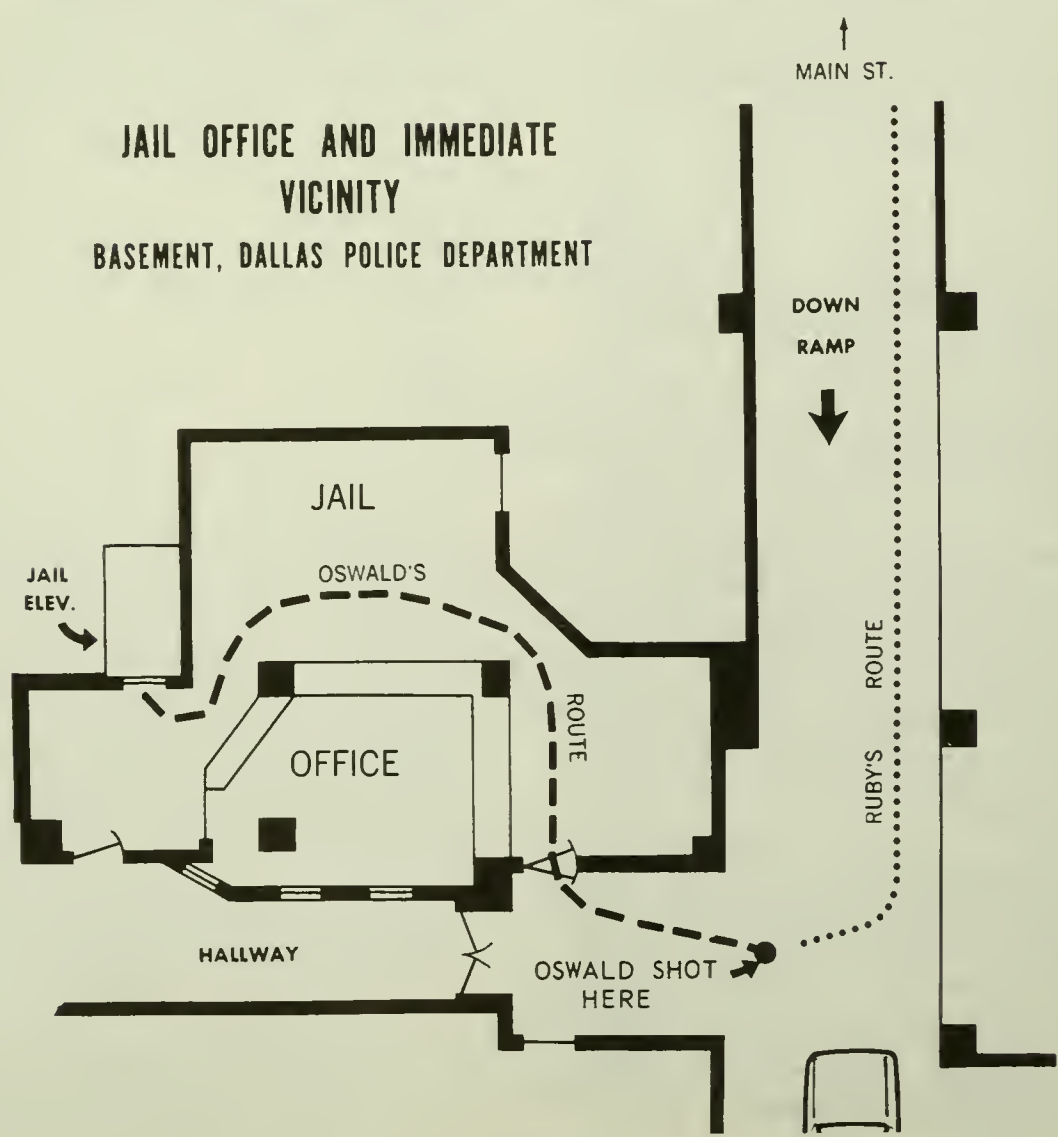 MAIN ST.
JAIL OFFICE AND IMMEDIATE
VICINITY
BASEMENT, DALLAS POLICE DEPARTMENT
DOWN
RAMP
JAIL
OSWALD'S
ROUTE
JAIL
ELEV.
OFFICE
RUBY'S ROUTE
HALLWAY
OSWALD SHOT
HERE